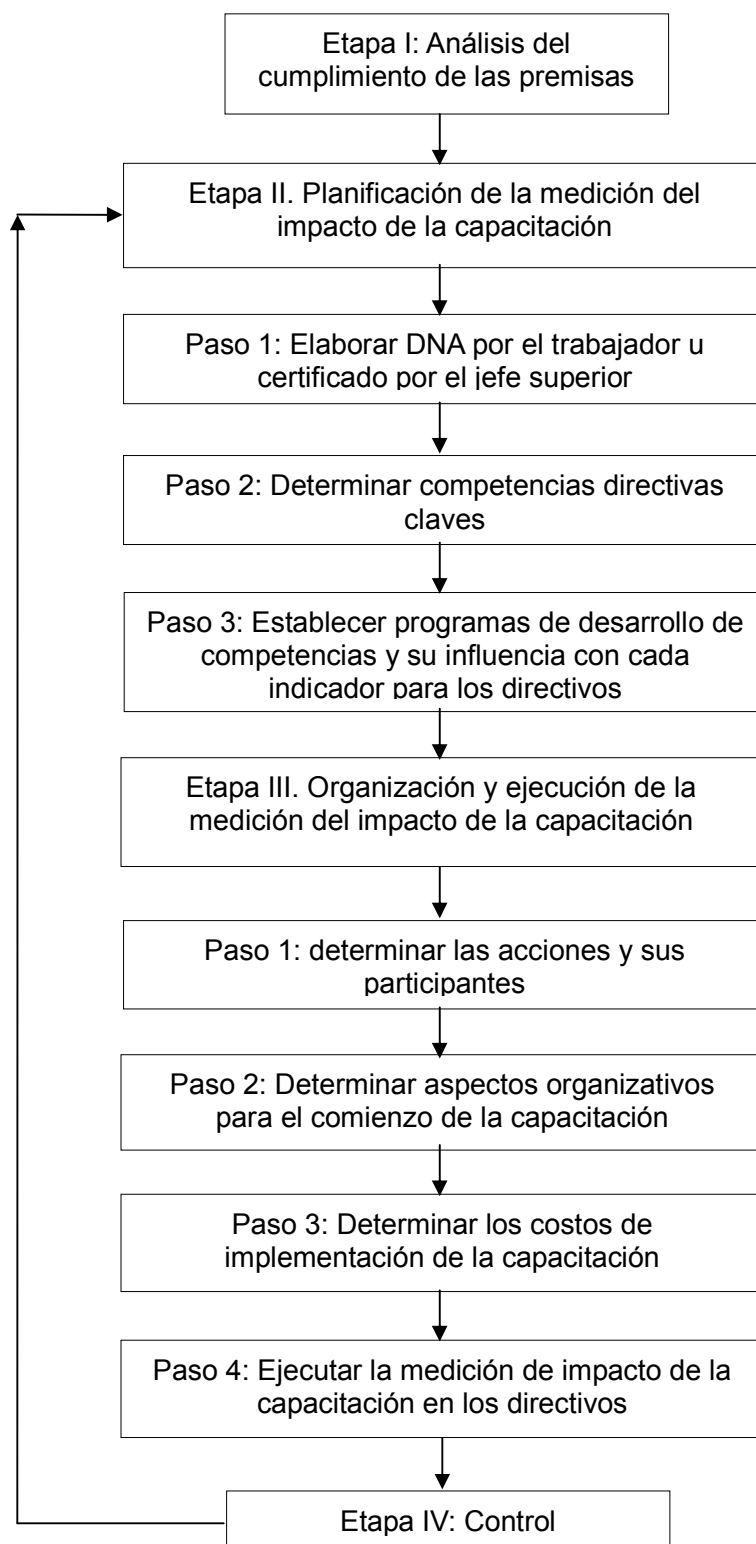 Etapa I: Análisis del
cumplimiento de las premisas
Etapa II. Planificación de la medición del
impacto de la capacitación
Paso 1: Elaborar DNA por el trabajador u
certificado por el jefe superior
Paso 2: Determinar competencias directivas
claves
Paso 3: Establecer programas de desarrollo de
competencias y su influencia con cada
indicador para los directivos
Etapa III. Organización y ejecución de la
medición del impacto de la capacitación
Paso 1: determinar las acciones y sus
participantes
Paso 2: Determinar aspectos organizativos
para el comienzo de la capacitación
Paso 3: Determinar los costos de
implementación de la capacitación
Paso 4: Ejecutar la medición de impacto de la
capacitación en los directivos
Etapa IV: Control